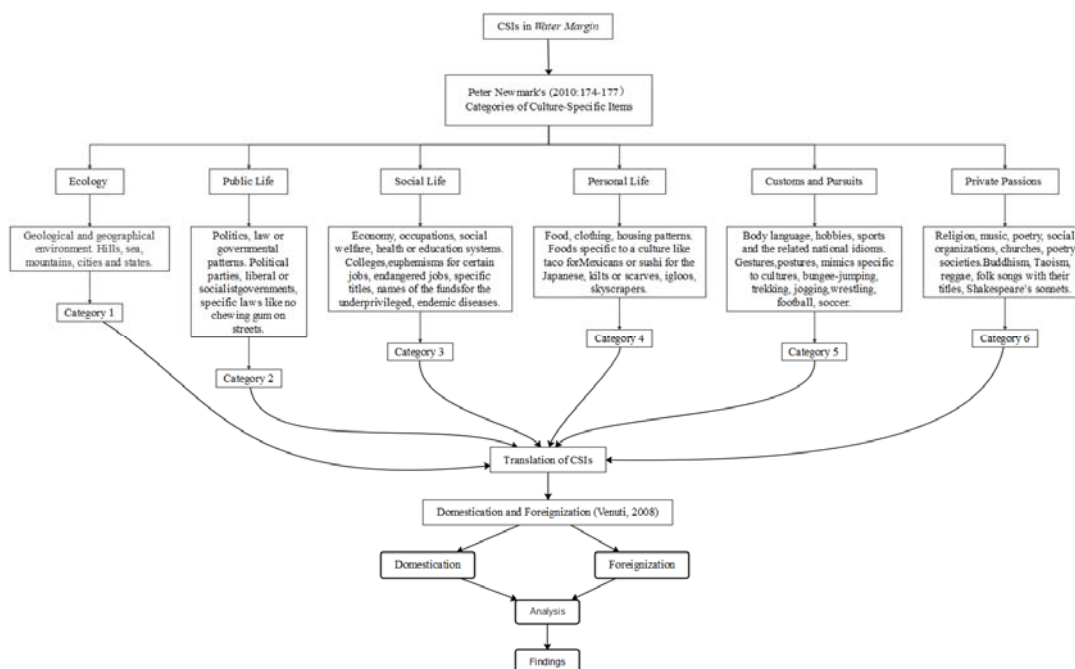 CSIs in Water Margin
Peter Newmark's (2010:174-177）
Categories of Culture-Specific Items
Ecology
Public Life
Social Life
Personal Life
Customs and Pursuits
Private Passions
Geological and geographical
environment. Hills, sea,
mountains, cities and states.
Politics, law or
governmental
patterns. Political
parties, liberal or
socialistgovernments,
specific laws like no
chewing gum on
streets.
Economy, occupations, social
welfare, health or education systems.
Colleges,euphemisms for certain
jobs, endangered jobs, specific
titles, names of the fundsfor the
underprivileged, endemic diseases.
Food, clothing, housing patterns.
Foods specific to a culture like
taco forMexicans or sushi for the
Japanese, kilts or scarves, igloos,
skyscrapers.
Body language, hobbies, sports
and the related national idioms.
Gestures,postures, mimics specific
to cultures, bungee-jumping,
trekking, jogging,wrestling,
football, soccer.
Religion, music, poetry, social
organizations, churches, poetry
societies.Buddhism, Taoism,
reggae, folk songs with their
titles, Shakespeare's sonnets.
Category 1
Category 2
Category 3
Category 4
Category 5
Category 6
Translation of CSIs
Domestication and Foreignization (Venuti, 2008)
Domestication
Foreignization
Analysis
Findings